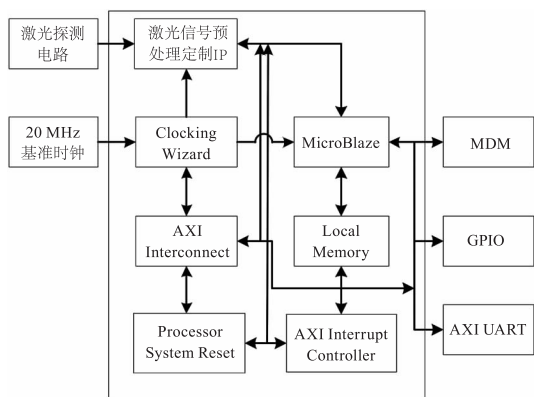 激光探测
电路
激光信号预
处理定制IP
20 MHz
基准时钟
Clocking
Wizard
MicroBlaze
MDM
AXI
Interconnect
Local
Memory
GPIO
Processor
System Reset
AXI Interrupt
Controller
AXI UART